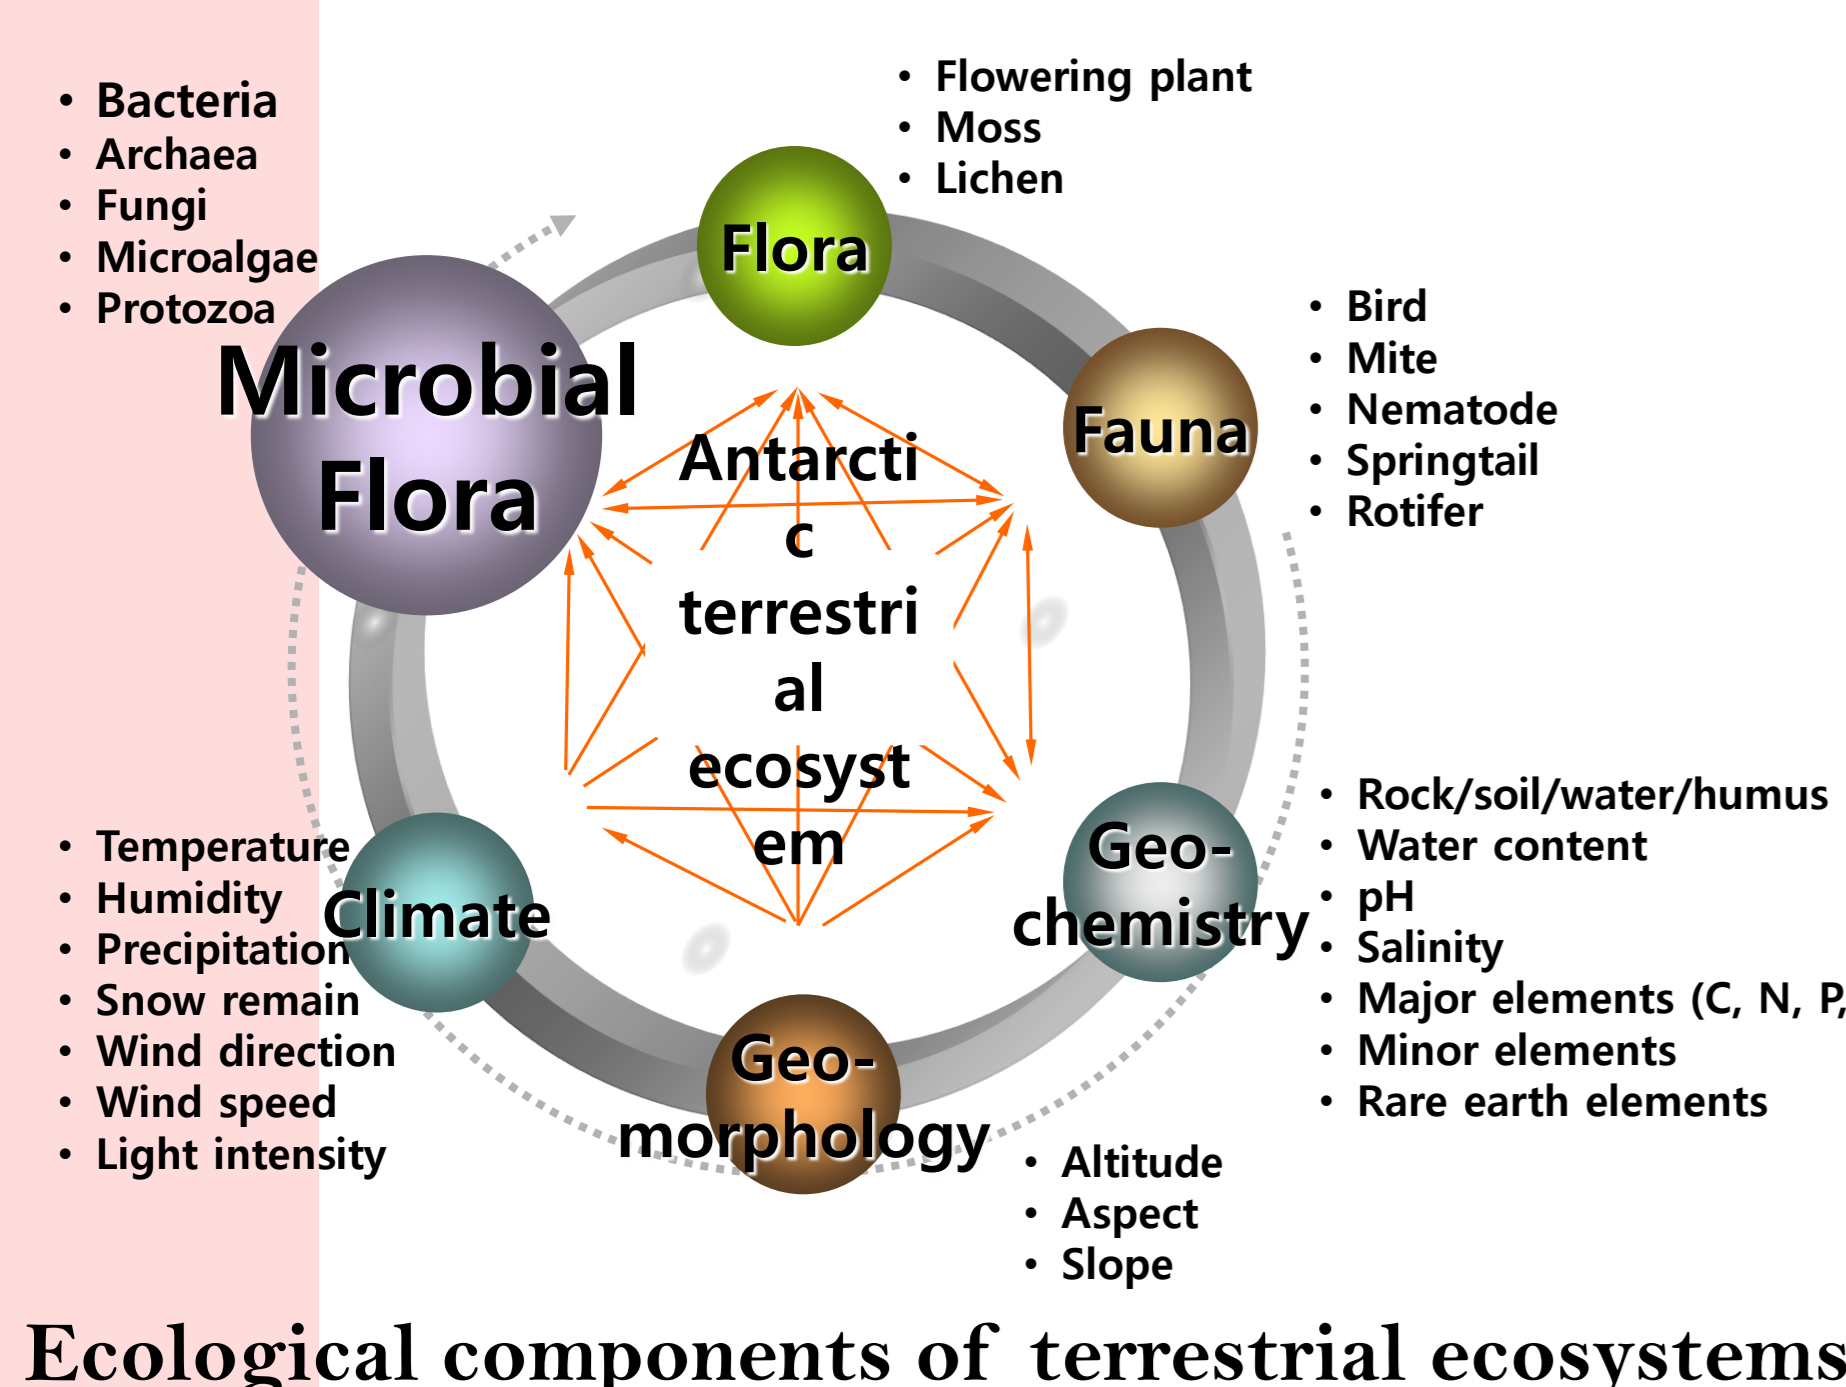 • Bacteria
• Archaea
• Fungi
• Microalgae
• Protozoa
Microbial
Flora
• Flowering plant
• Moss
• Lichen
Flora
• Bird
• Mite
• Nematode
• Springtail
• Rotifer
Fauna
Antarcti
c
terrestri
al
ecosyst
em
• Temperature
• Humidity
• Precipitation
• Snow remain
• Wind direction
• Wind speed
• Light intensity
Climate
• Rock/soil/water/humus
• Water content
• pH
• Salinity
• Major elements (C, N, P,
• Minor elements
• Rare earth elements
Geo-
chemistry
Geo-
morphology
• Altitude
• Aspect
• Slope
Ecological components of terrestrial ecosystems